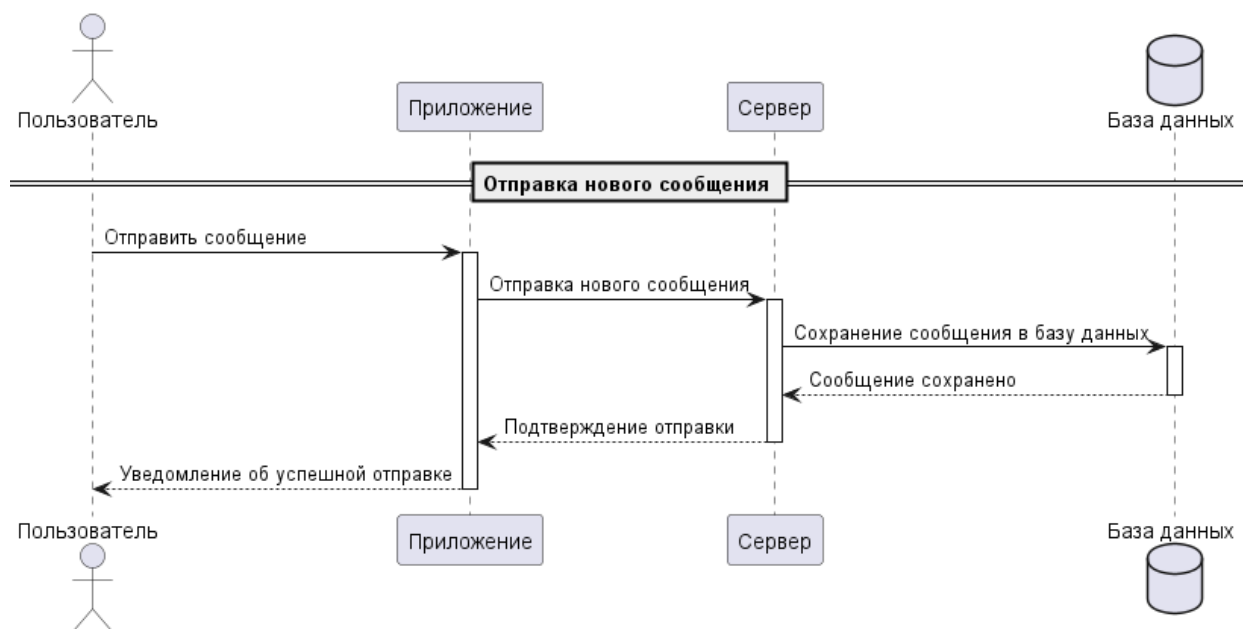 Пользователь
Приложение
Сервер
База данных
Отправка нового сообщения
Отправить сообщение
Отправка нового сообщения
Сохранение сообщения в базу данных
Сообщение сохранено
Подтверждение отправки
Уведомление об успешной отправке
Пользователь
Приложение
Сервер
База данных